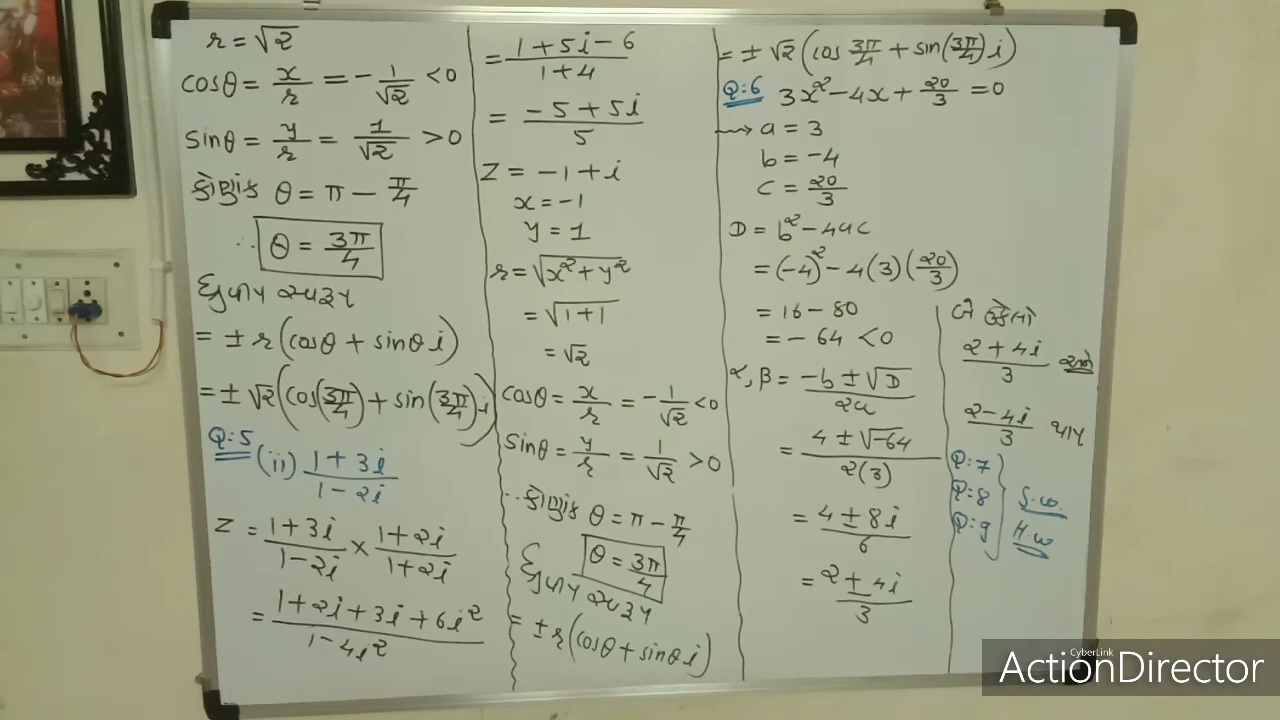 r = √2
cosθ = x/r = -1/√2 < 0
sinθ = y/r = 1/√2 > 0
કોણાંક θ = π - π/4
∴ θ = 3π/4
ધ્રુવીય સ્વરૂપ
= ± r (cosθ + sinθ i)
= ± √2 (cos(3π/4) + sin(3π/4) i)
Q:5 (ii) 1 + 3i / 1 - 2i
Z = 1 + 3i / 1 - 2i × 1 + 2i / 1 + 2i
= 1 + 2i + 3i + 6i² / 1 - 4i²
= 1 + 5i - 6 / 1 + 4
= -5 + 5i / 5
Z = -1 + i
x = -1
y = 1
r = √x² + y²
= √1 + 1
= √2
cosθ = x/r = -1/√2 < 0
sinθ = y/r = 1/√2 > 0
∴ કોણાંક θ = π - π/4
θ = 3π/4
ધ્રુવીય સ્વરૂપ
= ± r (cosθ + sinθ i)
= ± √2 (cos 3π/4 + sin(3π/4) i)
Q:6 3x² - 4x + 20/3 = 0
→ a = 3
b = -4
c = 20/3
D = b² - 4ac
= (-4)² - 4(3)(20/3)
= 16 - 80
= -64 < 0
α, β = -b ± √D / 2a
= 4 ± √-64 / 2(3)
= 4 ± 8i / 6
= 2 ± 4i / 3
બે ઉકેલો
2 + 4i / 3 અને
2 - 4i / 3 થાય
Q:7
Q:8
Q:9
H.w
CyberLink
ActionDirector